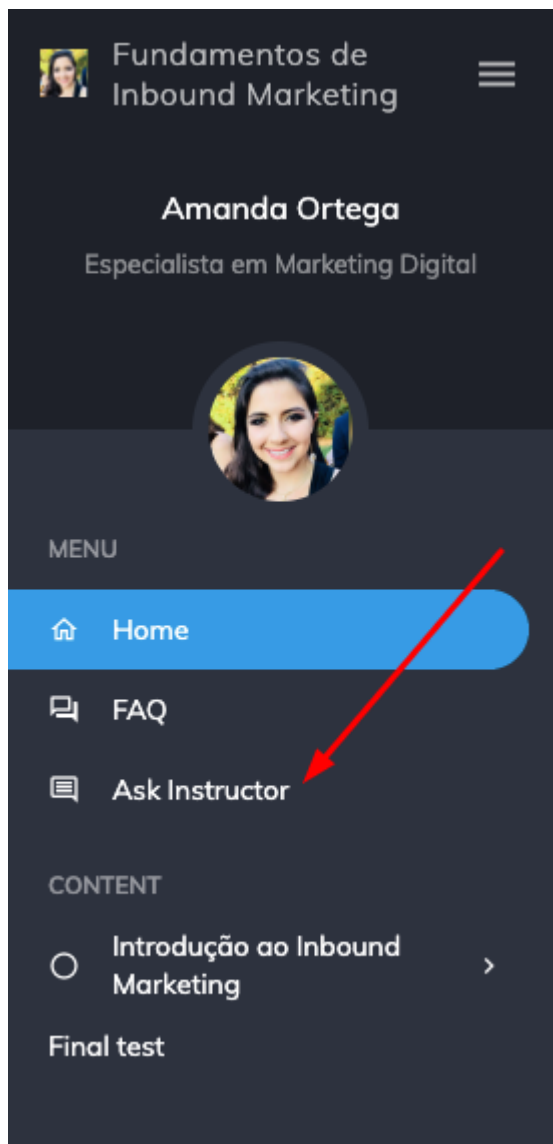 Fundamentos de
Inbound Marketing
Amanda Ortega
Especialista em Marketing Digital
MENU
Home
FAQ
Ask Instructor
CONTENT
Introdução ao Inbound
Marketing
Final test